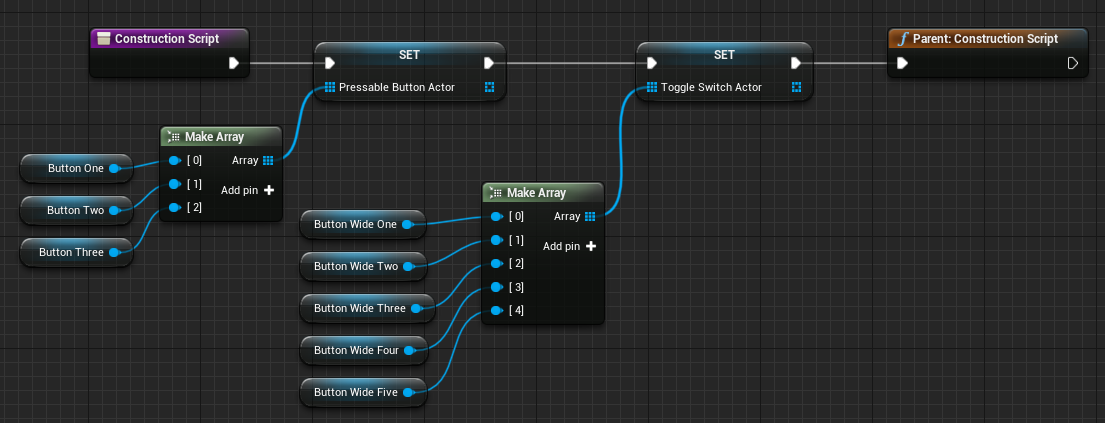 Construction Script
SET
Pressable Button Actor
SET
Toggle Switch Actor
Parent: Construction Script
Make Array
[ 0]
Array
[ 1]
Add pin
[ 2]
Button One
Button Two
Button Three
Make Array
[ 0]
Array
[ 1]
Add pin
[ 2]
[ 3]
[ 4]
Button Wide One
Button Wide Two
Button Wide Three
Button Wide Four
Button Wide Five